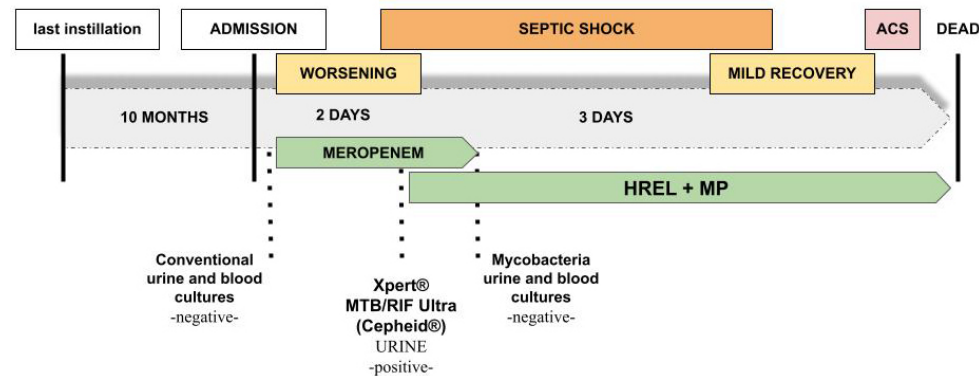 last instillation
ADMISSION
SEPTIC SHOCK
ACS
DEAD
WORSENING
MILD RECOVERY
10 MONTHS
2 DAYS
3 DAYS
MEROPENEM
HREL + MP
Conventional
urine and blood
cultures
-negative-
Xpert®
MTB/RIF Ultra
(Cepheid®)
URINE
-positive-
Mycobacteria
urine and blood
cultures
-negative-